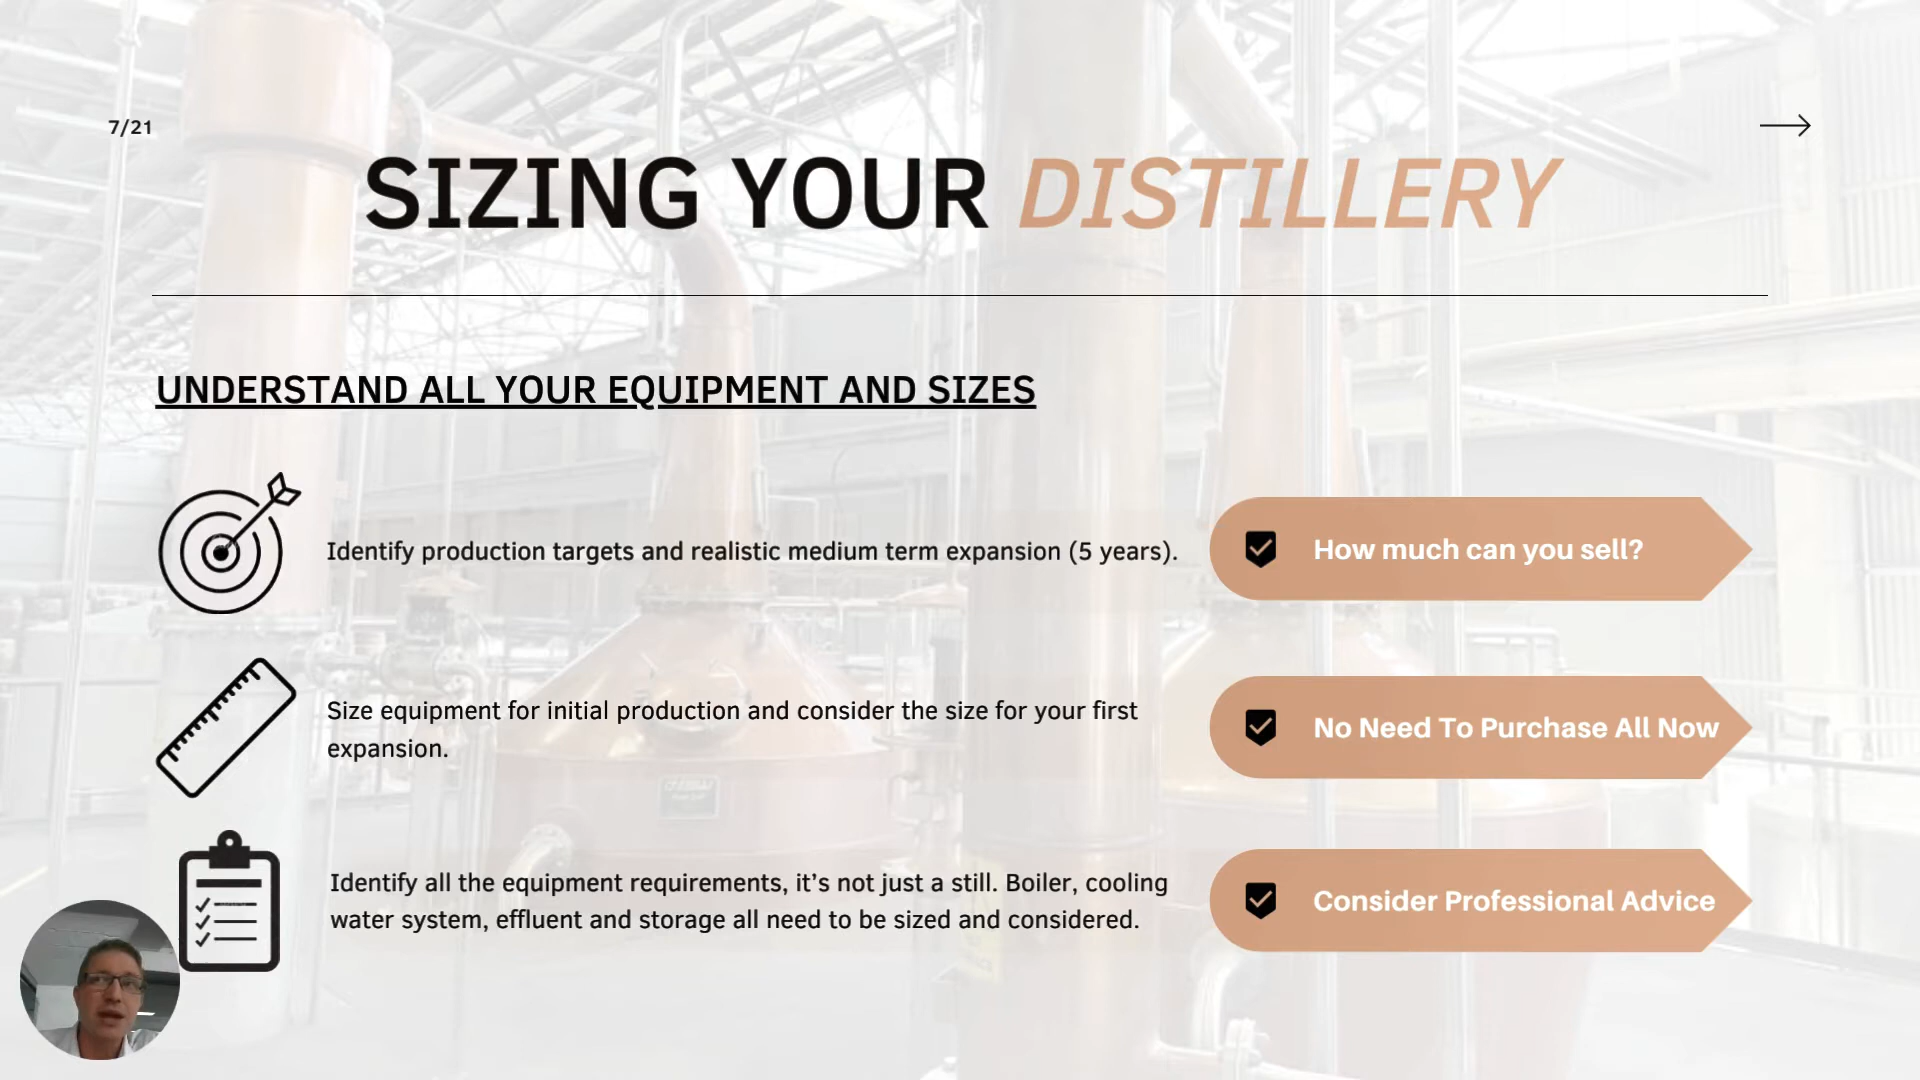 7/21
SIZING YOUR DISTILLERY
UNDERSTAND ALL YOUR EQUIPMENT AND SIZES
Identify production targets and realistic medium term expansion (5 years).
How much can you sell?
Size equipment for initial production and consider the size for your first
expansion.
No Need To Purchase All Now
Identify all the equipment requirements, it’s not just a still. Boiler, cooling
water system, effluent and storage all need to be sized and considered.
Consider Professional Advice